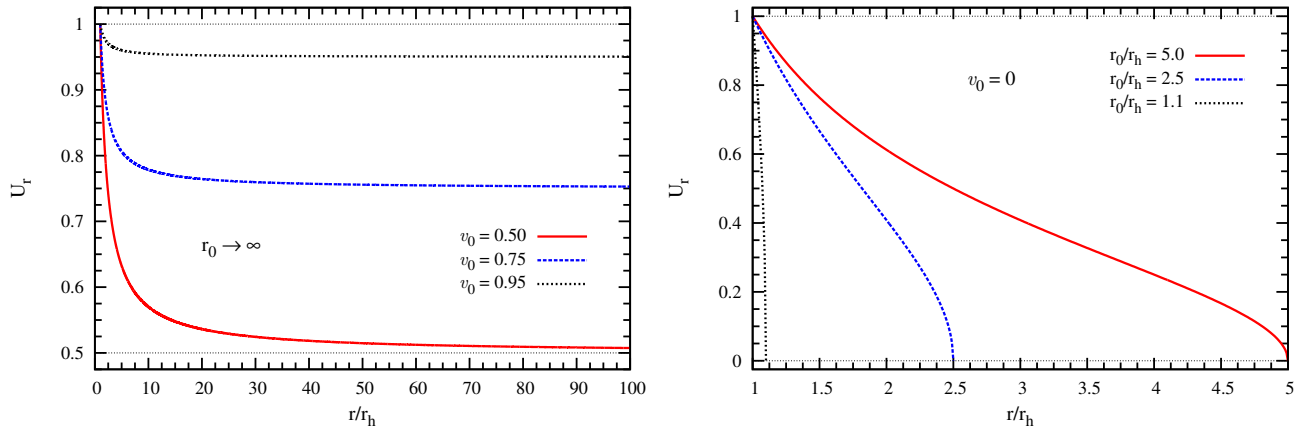 1
0.9
0.8
0.7
0.6
0.5
U_r
r_0 → ∞
v_0 = 0.50
v_0 = 0.75
v_0 = 0.95
0 10 20 30 40 50 60 70 80 90 100
r/r_h
1
0.8
0.6
0.4
0.2
0
U_r
v_0 = 0
r_0/r_h = 5.0
r_0/r_h = 2.5
r_0/r_h = 1.1
1 1.5 2 2.5 3 3.5 4 4.5 5
r/r_h